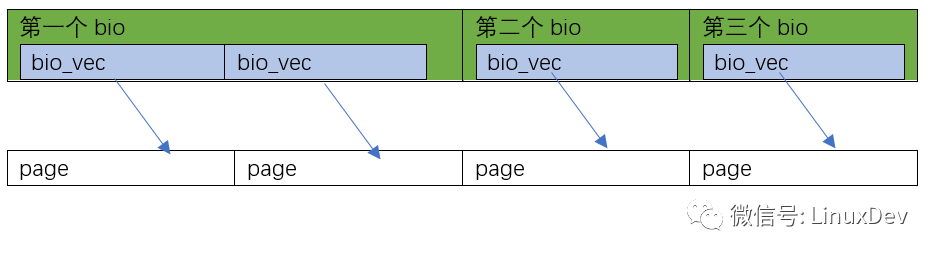 第一个 bio 第二个 bio 第三个 bio
bio_vec bio_vec bio_vec bio_vec
page page page page
微信号: LinuxDev